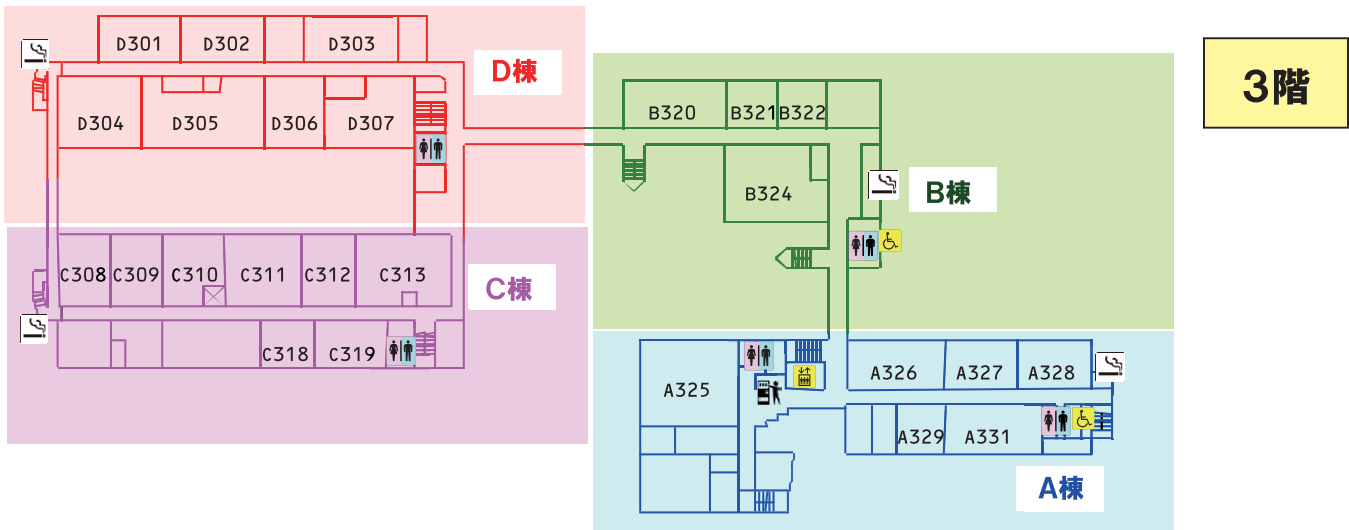 3階
D棟
D301 D302 D303
D304 D305 D306 D307
B320 B321 B322
B棟
B324
C308 C309 C310 C311 C312 C313
C棟
C318 C319
A325
A326 A327 A328
A329 A331
A棟